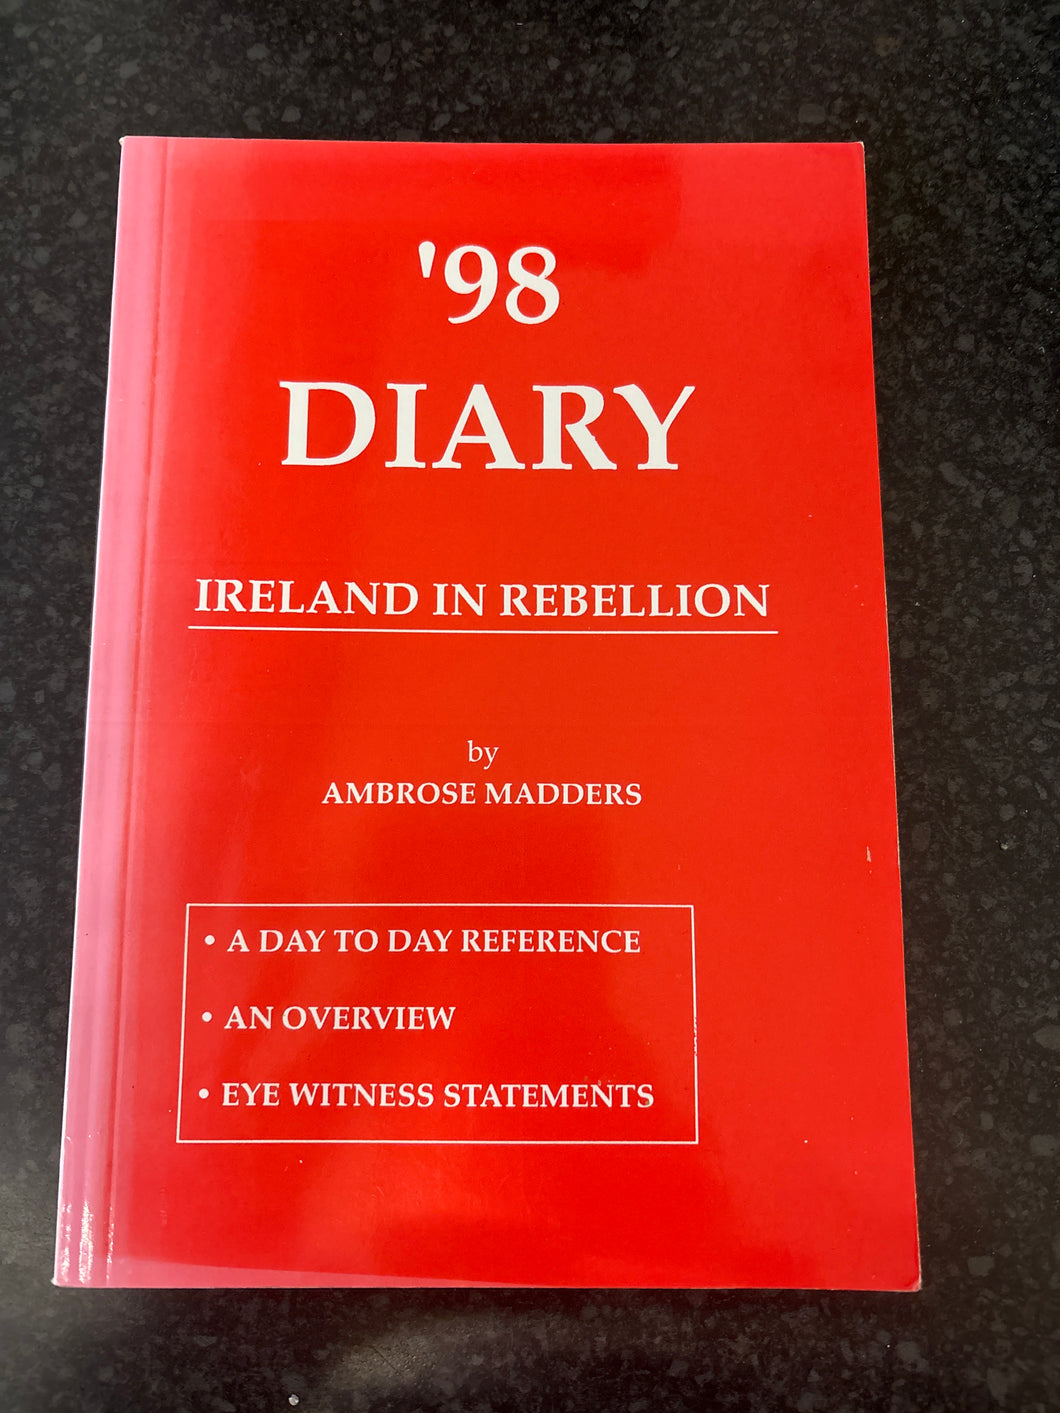 '98
DIARY
IRELAND IN REBELLION
by
AMBROSE MADDERS
• A DAY TO DAY REFERENCE
• AN OVERVIEW
• EYE WITNESS STATEMENTS